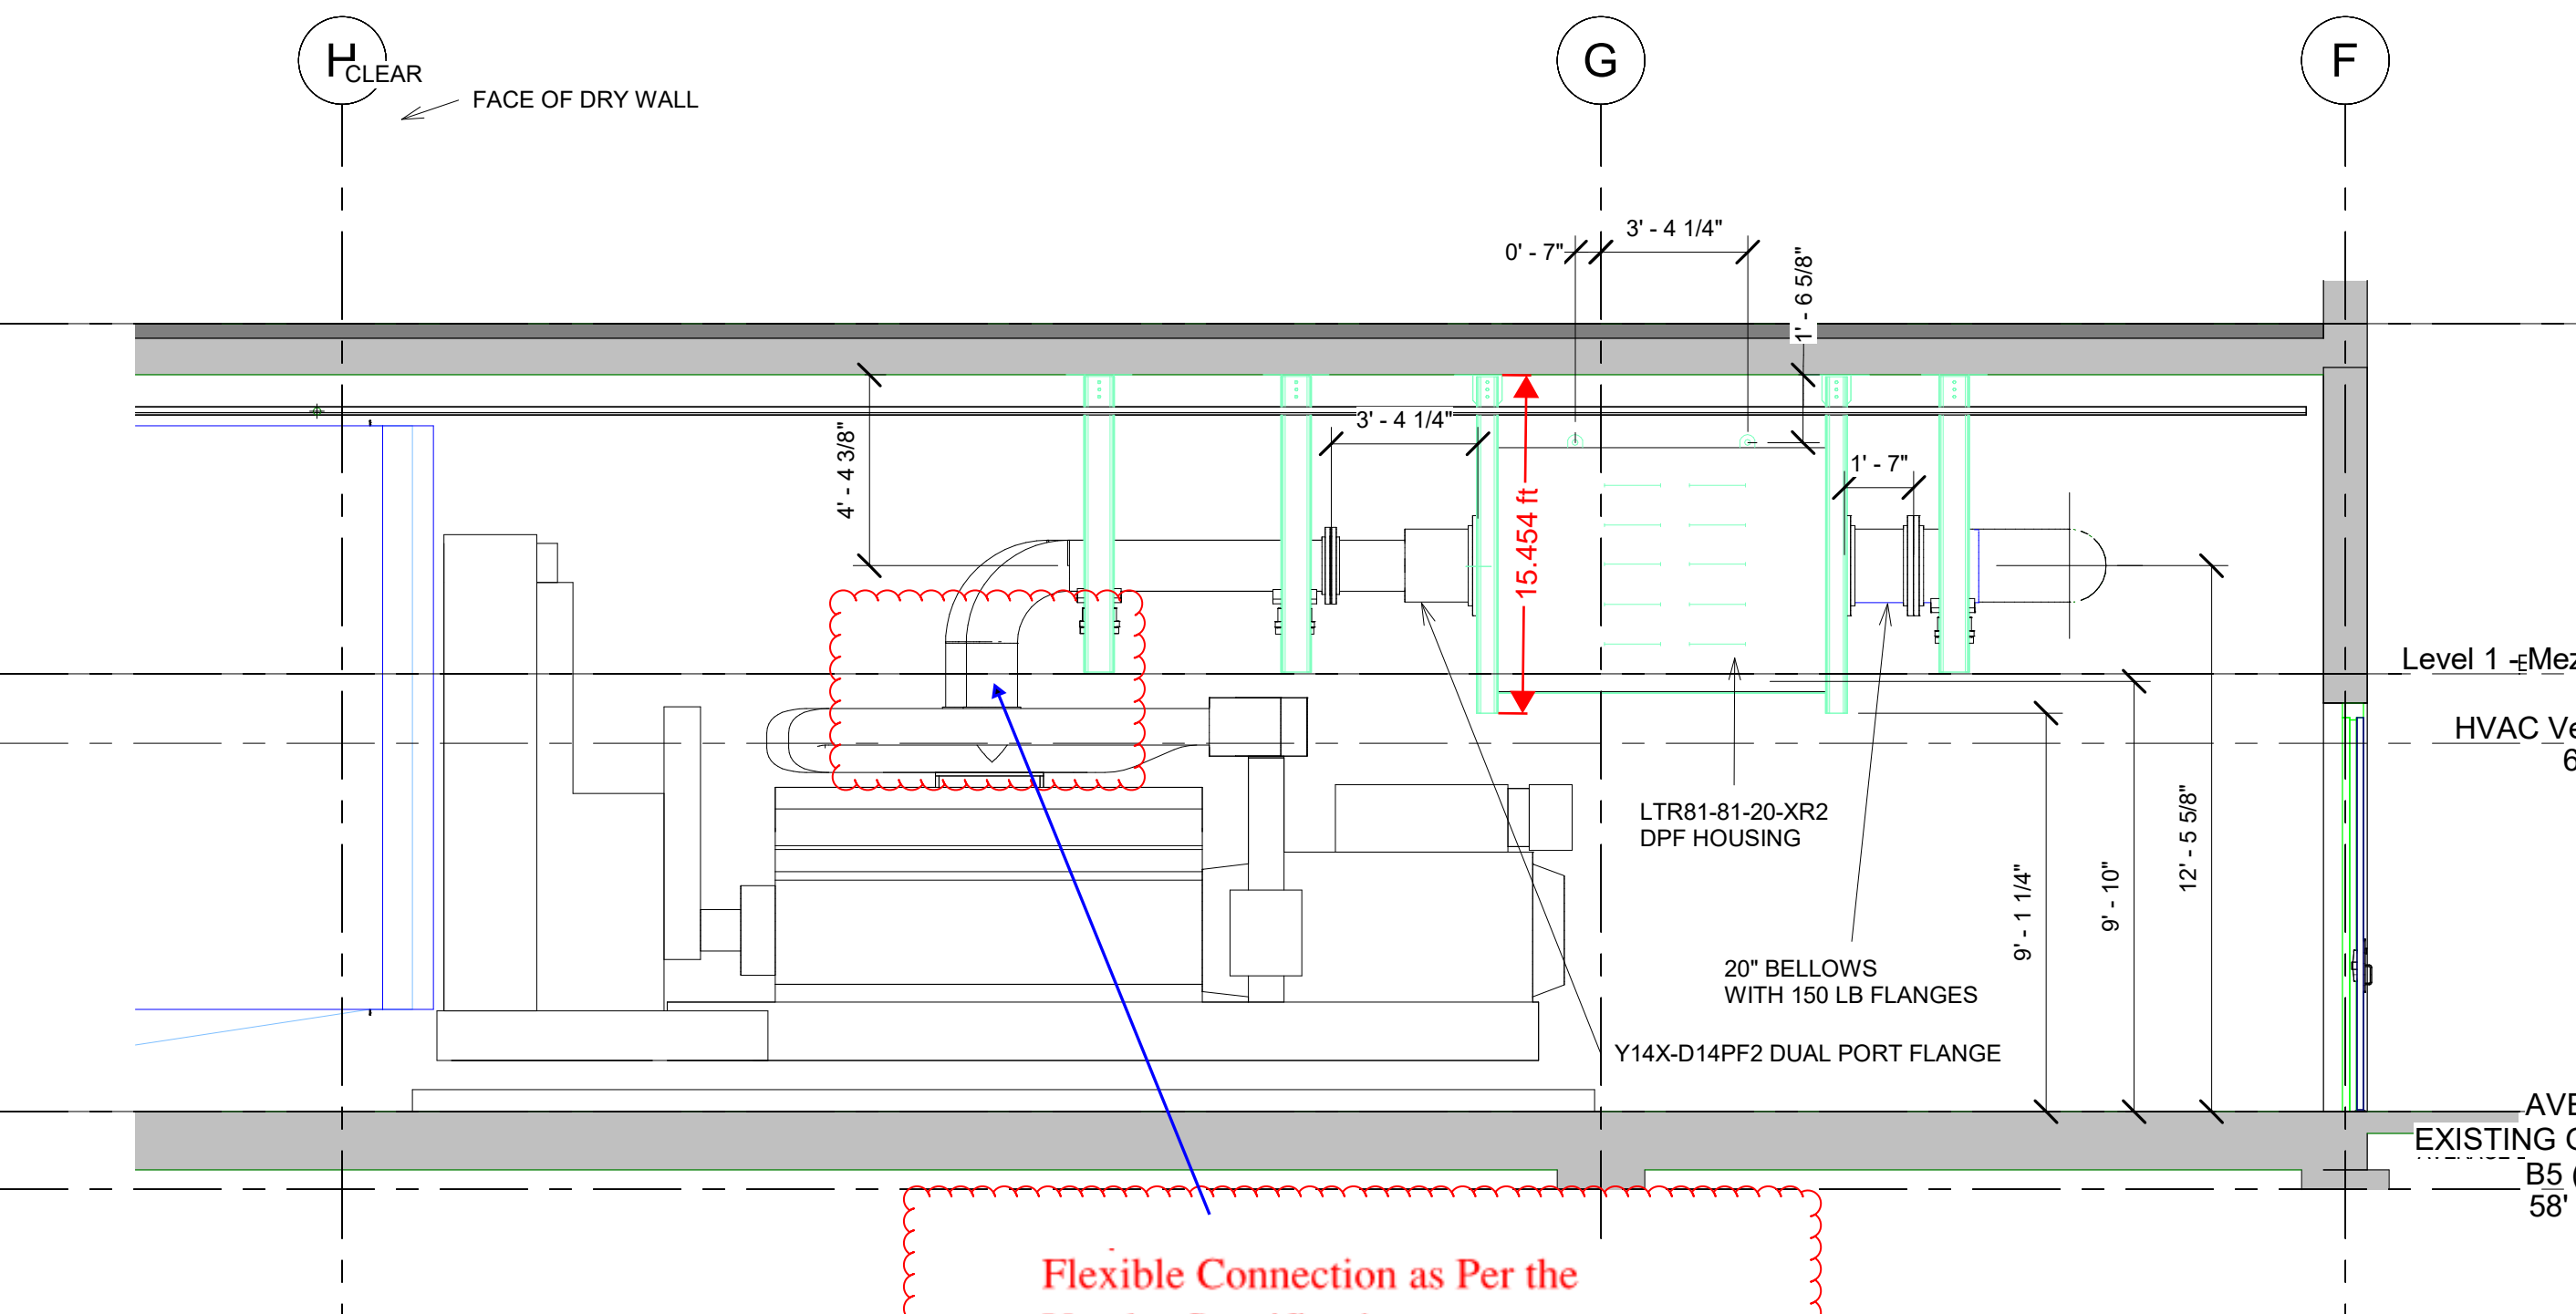 H
G
F
CLEAR
FACE OF DRY WALL
3' - 4 1/4"
0' - 7"
1' - 6 5/8"
3' - 4 1/4"
4' - 4 3/8"
1' - 7"
15.454 ft
Level 1 - Mez
HVAC Ve
6
LTR81-81-20-XR2
DPF HOUSING
12' - 5 5/8"
9' - 10"
9' - 1 1/4"
20" BELLOWS
WITH 150 LB FLANGES
Y14X-D14PF2 DUAL PORT FLANGE
AVE
EXISTING
B5
58'
Flexible Connection as Per the